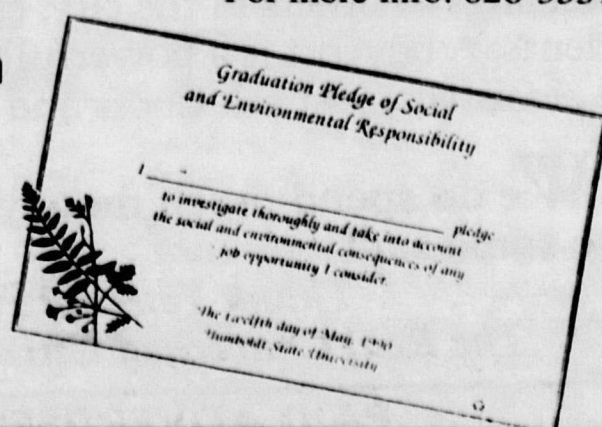 Graduation Pledge of Social
and Environmental Responsibility
I pledge
to investigate thoroughly and take into account
the social and environmental consequences of any
job opportunity I consider.
The twelfth day of May,
Humboldt State University